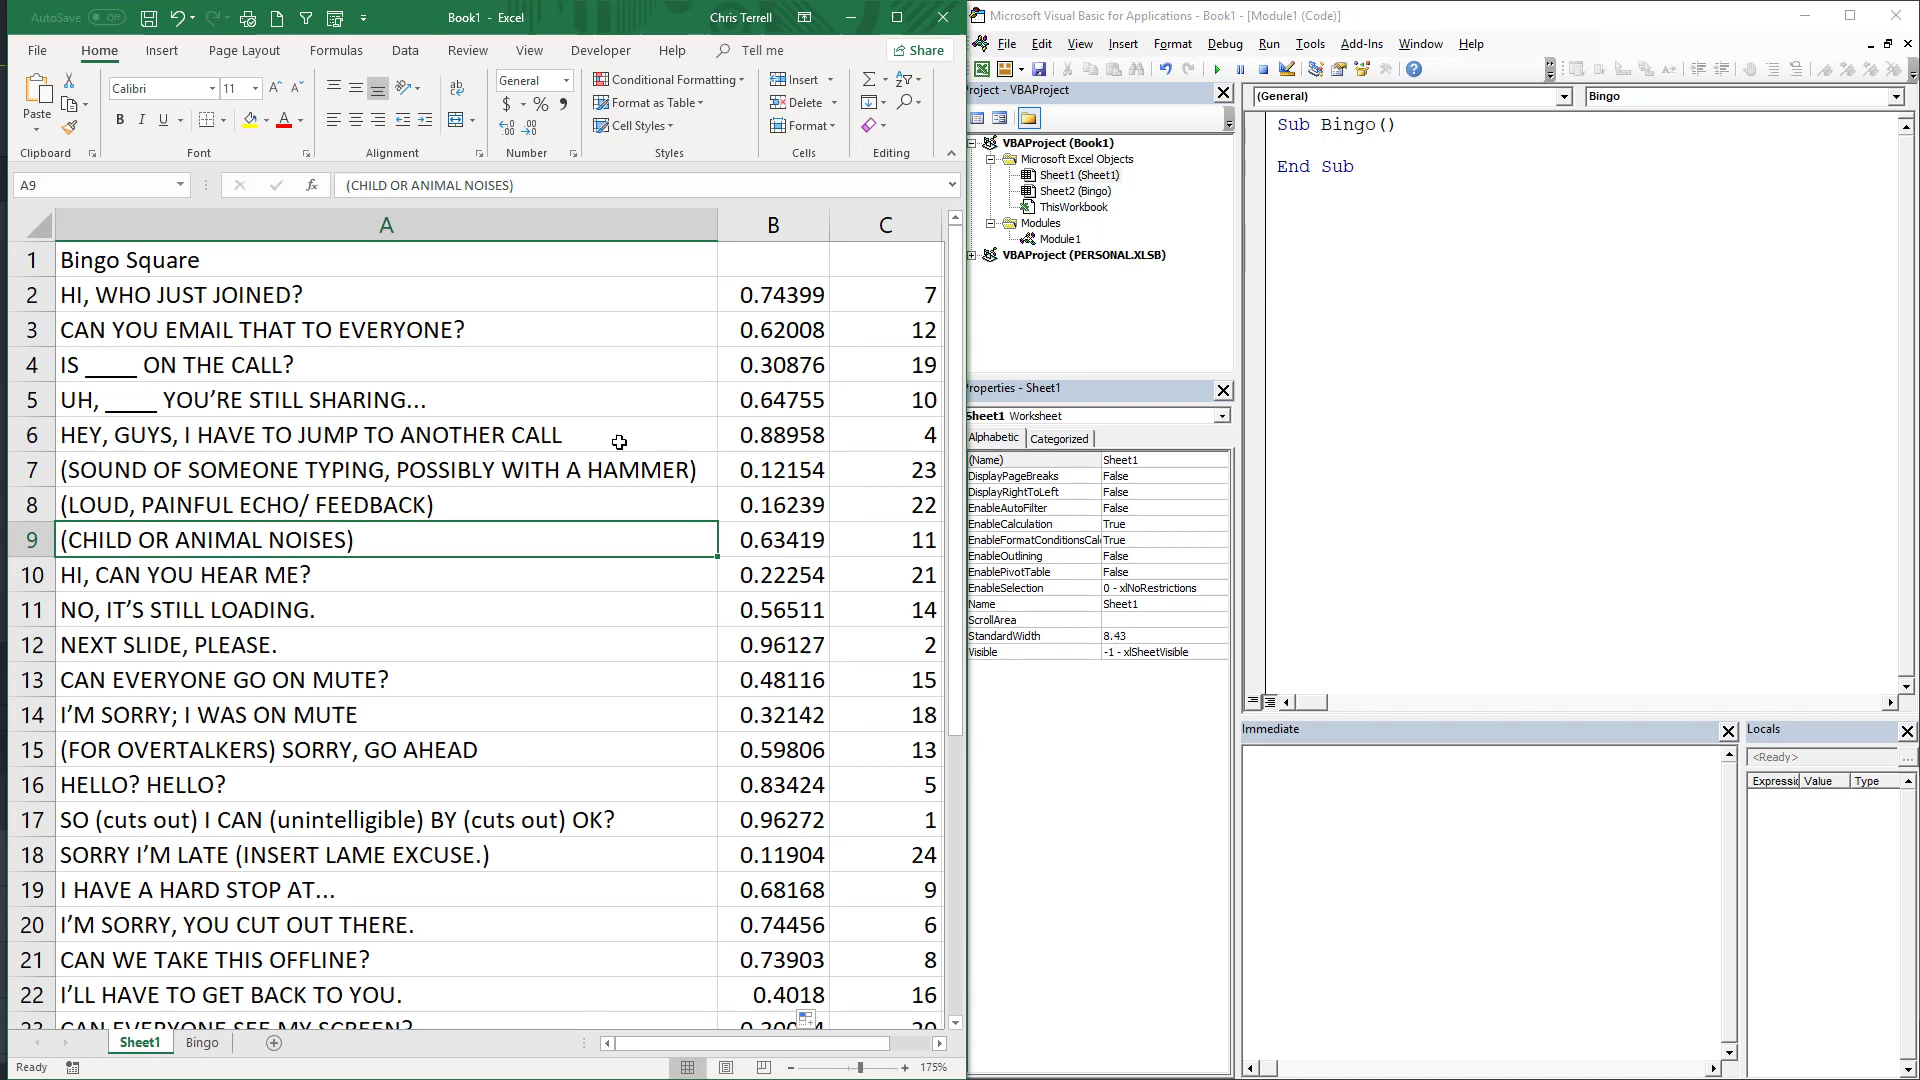 AutoSave Off
Book1 - Excel
Chris Terrell
File Home Insert Page Layout Formulas Data Review View Developer Help Tell me Share
Paste
Clipboard
Calibri 11
B I U
Font
Alignment
General
$ % ,
Number
Conditional Formatting
Format as Table
Cell Styles
Styles
Insert
Delete
Format
Cells
Editing
A9 fx (CHILD OR ANIMAL NOISES)
A B C
1 Bingo Square
2 HI, WHO JUST JOINED? 0.74399 7
3 CAN YOU EMAIL THAT TO EVERYONE? 0.62008 12
4 IS ____ ON THE CALL? 0.30876 19
5 UH, ____ YOU’RE STILL SHARING... 0.64755 10
6 HEY, GUYS, I HAVE TO JUMP TO ANOTHER CALL 0.88958 4
7 (SOUND OF SOMEONE TYPING, POSSIBLY WITH A HAMMER) 0.12154 23
8 (LOUD, PAINFUL ECHO/ FEEDBACK) 0.16239 22
9 (CHILD OR ANIMAL NOISES) 0.63419 11
10 HI, CAN YOU HEAR ME? 0.22254 21
11 NO, IT’S STILL LOADING. 0.56511 14
12 NEXT SLIDE, PLEASE. 0.96127 2
13 CAN EVERYONE GO ON MUTE? 0.48116 15
14 I’M SORRY; I WAS ON MUTE 0.32142 18
15 (FOR OVERTALKERS) SORRY, GO AHEAD 0.59806 13
16 HELLO? HELLO? 0.83424 5
17 SO (cuts out) I CAN (unintelligible) BY (cuts out) OK? 0.96272 1
18 SORRY I’M LATE (INSERT LAME EXCUSE.) 0.11904 24
19 I HAVE A HARD STOP AT... 0.68168 9
20 I’M SORRY, YOU CUT OUT THERE. 0.74456 6
21 CAN WE TAKE THIS OFFLINE? 0.73903 8
22 I’LL HAVE TO GET BACK TO YOU. 0.4018 16
23 CAN EVERYONE SEE MY SCREEN? 20
Sheet1 Bingo
Ready 175%
Microsoft Visual Basic for Applications - Book1 - [Module1 (Code)]
File Edit View Insert Format Debug Run Tools Add-Ins Window Help
roject - VBAProject
VBAProject (Book1)
Microsoft Excel Objects
Sheet1 (Sheet1)
Sheet2 (Bingo)
ThisWorkbook
Modules
Module1
VBAProject (PERSONAL.XLSB)
roperties - Sheet1
Sheet1 Worksheet
Alphabetic Categorized
(Name) Sheet1
DisplayPageBreaks False
DisplayRightToLeft False
EnableAutoFilter False
EnableCalculation True
EnableFormatConditionsCal True
EnableOutlining False
EnablePivotTable False
EnableSelection 0 - xlNoRestrictions
Name Sheet1
ScrollArea
StandardWidth 8.43
Visible -1 - xlSheetVisible
(General) Bingo
Sub Bingo()
End Sub
Immediate
Locals
<Ready>
Expressic Value Type